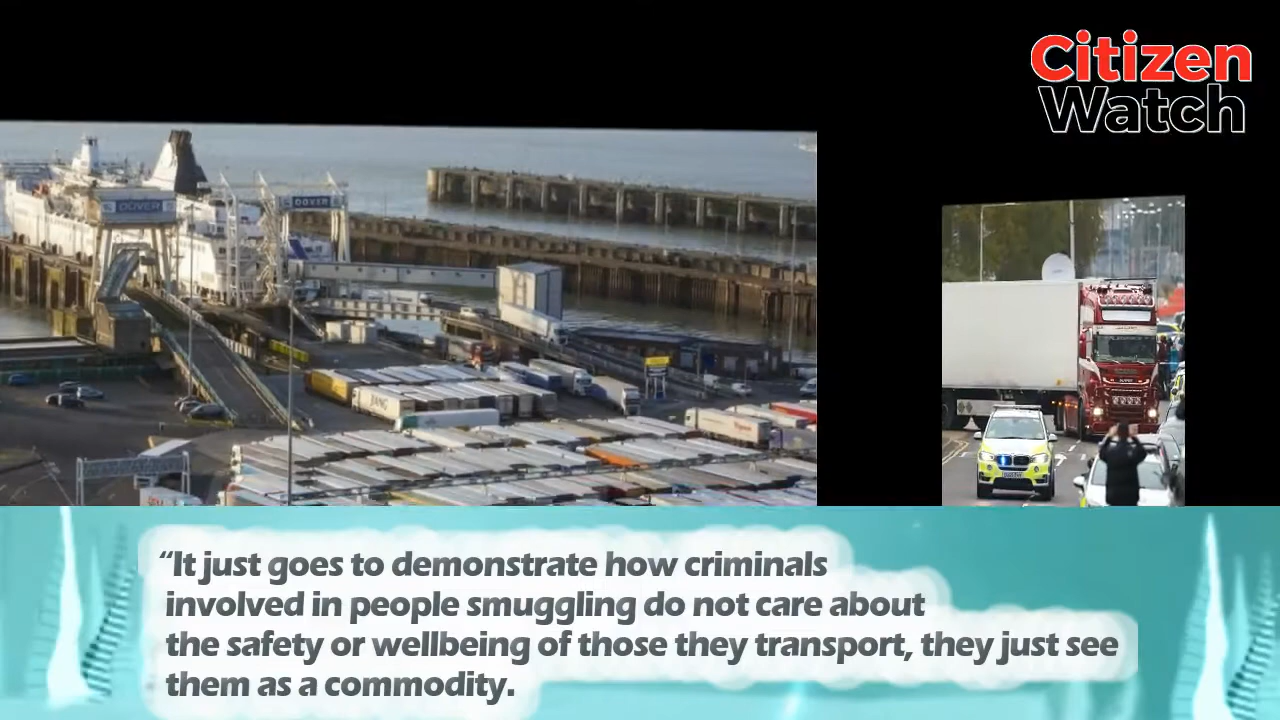 Citizen
Watch
DOVER
DOVER
“It just goes to demonstrate how criminals
involved in people smuggling do not care about
the safety or wellbeing of those they transport, they just see
them as a commodity.